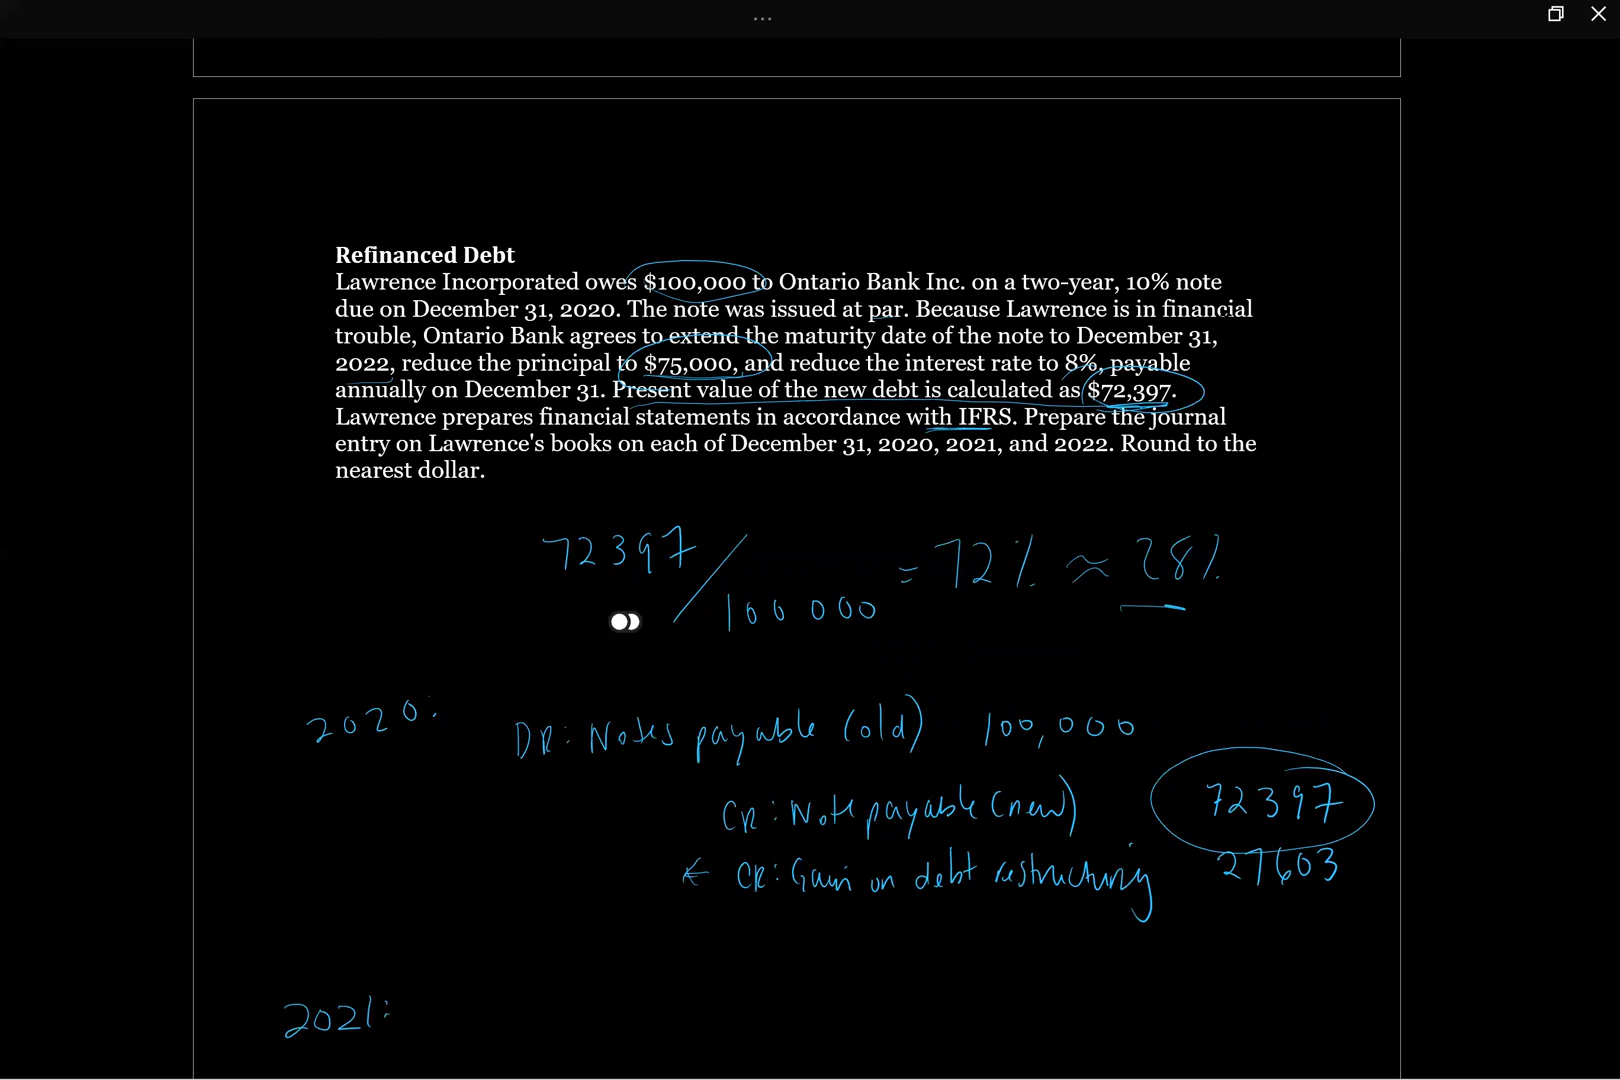 Refinanced Debt
Lawrence Incorporated owes $100,000 to Ontario Bank Inc. on a two-year, 10% note
due on December 31, 2020. The note was issued at par. Because Lawrence is in financial
trouble, Ontario Bank agrees to extend the maturity date of the note to December 31,
2022, reduce the principal to $75,000, and reduce the interest rate to 8%, payable
annually on December 31. Present value of the new debt is calculated as $72,397.
Lawrence prepares financial statements in accordance with IFRS. Prepare the journal
entry on Lawrence's books on each of December 31, 2020, 2021, and 2022. Round to the
nearest dollar.
72397 / 100 000 = 72% ≈ 28%
2020: DR: Notes payable (old) 100,000
CR: Note payable (new) 72397
← CR: Gain on debt restructuring 27603
2021: